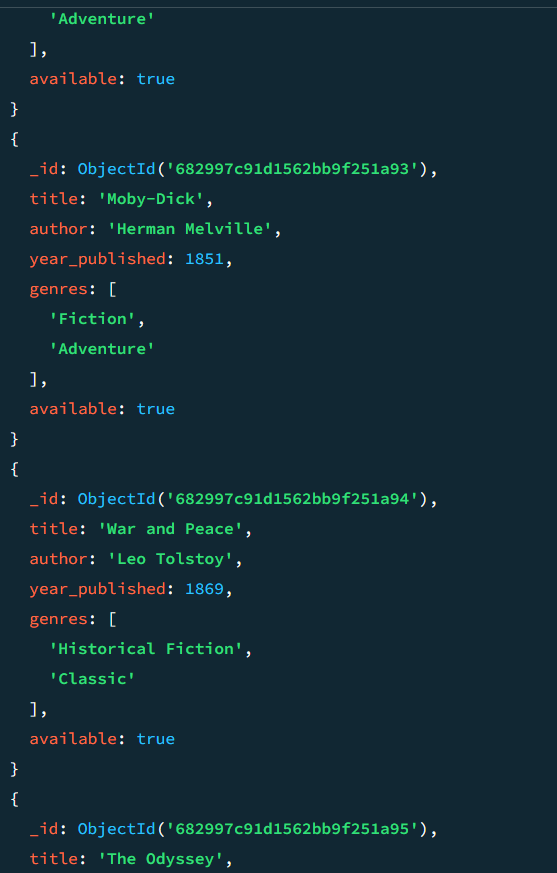 'Adventure'
],
available: true
}
{
_id: ObjectId('682997c91d1562bb9f251a93'),
title: 'Moby-Dick',
author: 'Herman Melville',
year_published: 1851,
genres: [
'Fiction',
'Adventure'
],
available: true
}
{
_id: ObjectId('682997c91d1562bb9f251a94'),
title: 'War and Peace',
author: 'Leo Tolstoy',
year_published: 1869,
genres: [
'Historical Fiction',
'Classic'
],
available: true
}
{
_id: ObjectId('682997c91d1562bb9f251a95'),
title: 'The Odyssey',